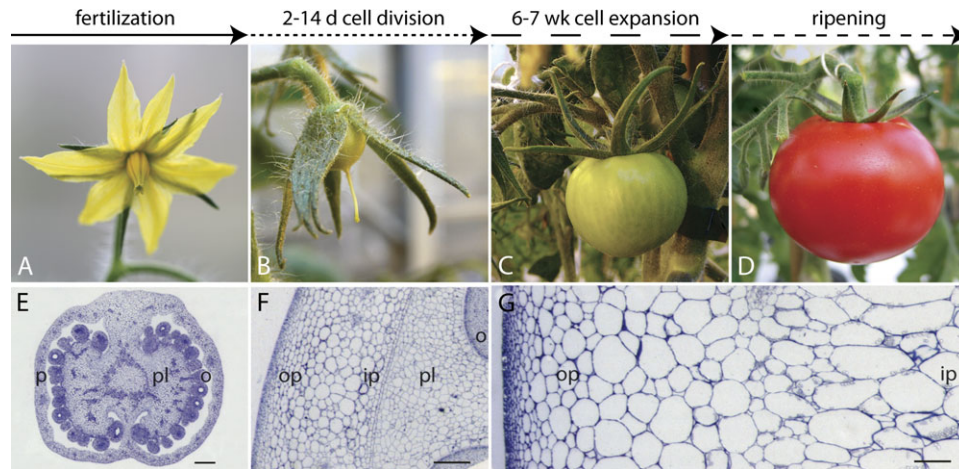 fertilization 2-14 d cell division 6-7 wk cell expansion ripening
A B C D
E F G
p pl o op ip pl o op ip